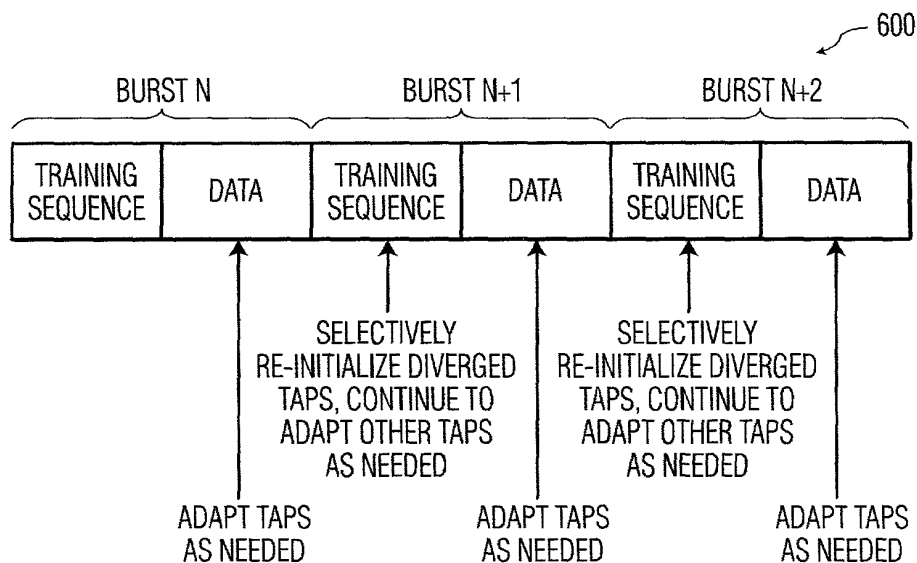 600
BURST N
BURST N+1
BURST N+2
TRAINING
SEQUENCE
DATA
TRAINING
SEQUENCE
DATA
TRAINING
SEQUENCE
DATA
SELECTIVELY
RE-INITIALIZE DIVERGED
TAPS, CONTINUE TO
ADAPT OTHER TAPS
AS NEEDED
SELECTIVELY
RE-INITIALIZE DIVERGED
TAPS, CONTINUE TO
ADAPT OTHER TAPS
AS NEEDED
ADAPT TAPS
AS NEEDED
ADAPT TAPS
AS NEEDED
ADAPT TAPS
AS NEEDED